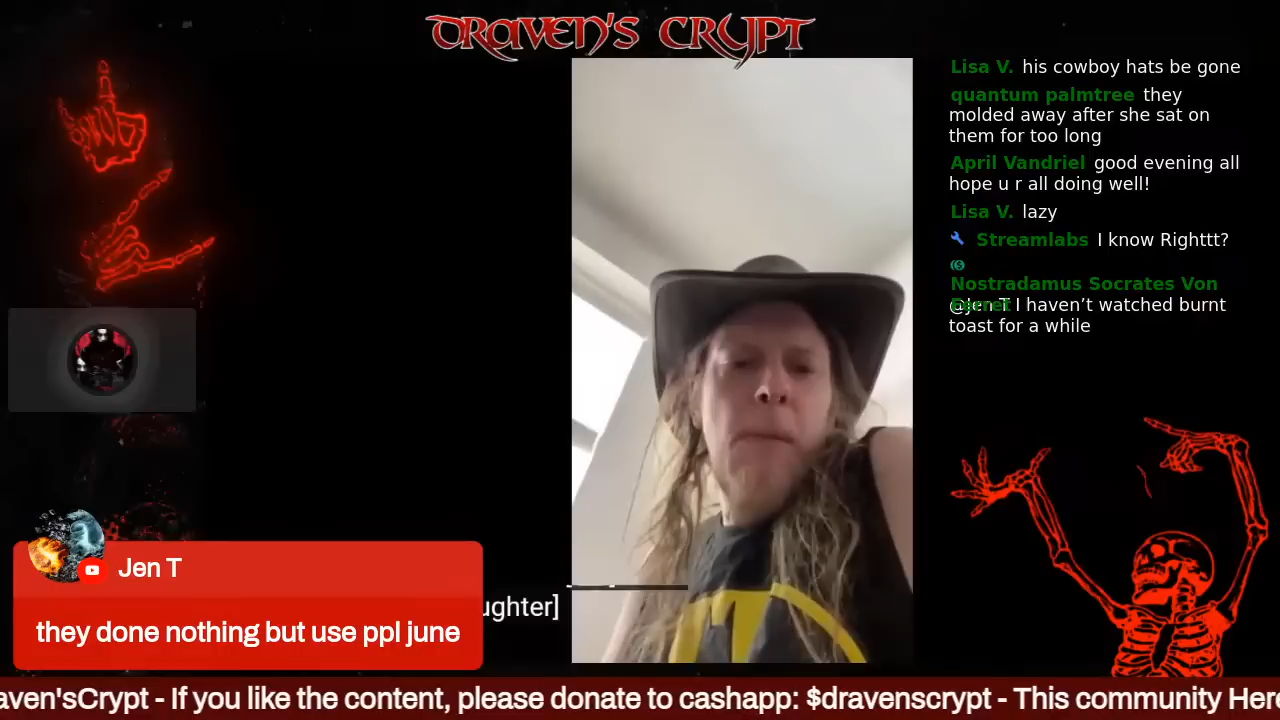 DRAVEN'S CRYPT
Lisa V. his cowboy hats be gone
quantum palmtree they
molded away after she sat on
them for too long
April Vandriel good evening all
hope u r all doing well!
Lisa V. lazy
Streamlabs I know Righttt?
Nostradamus Socrates Von
Ferret
@Jen T I haven’t watched burnt
toast for a while
Jen T
they done nothing but use ppl june
ughter]
aven'sCrypt - If you like the content, please donate to cashapp: $dravenscrypt - This community Her